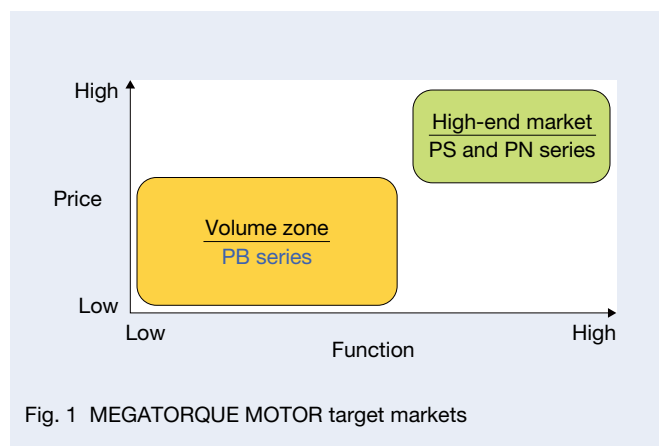 High
High-end market
PS and PN series
Price
Volume zone
PB series
Low
Low
High
Function
Fig. 1 MEGATORQUE MOTOR target markets